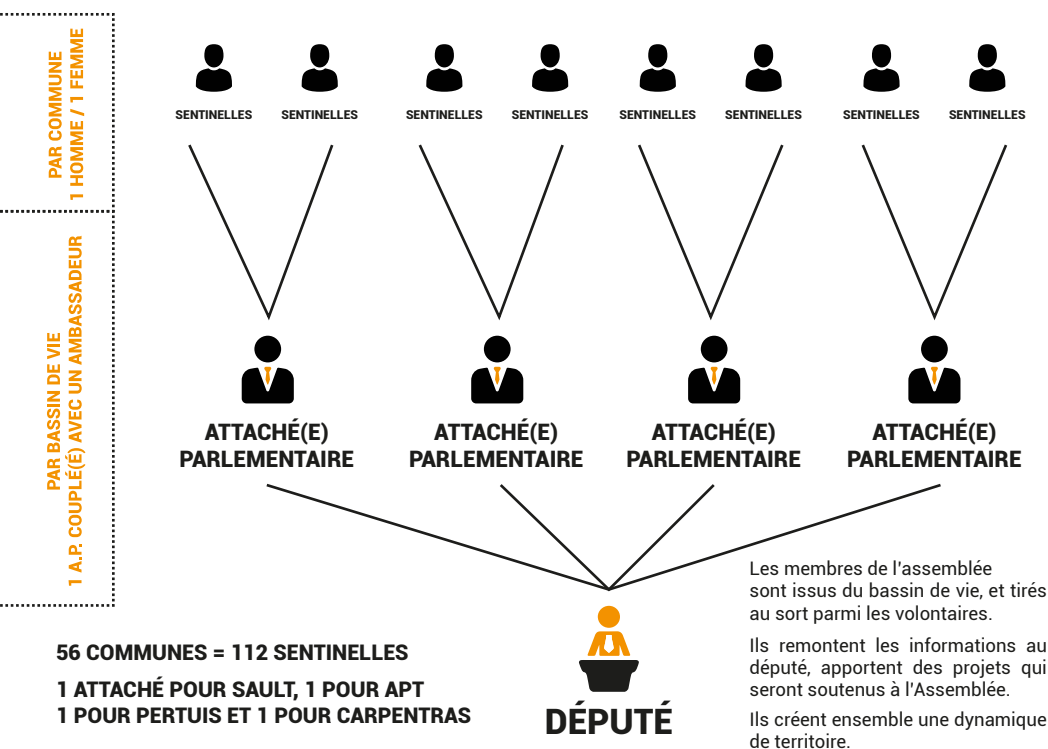 PAR COMMUNE
1 HOMME / 1 FEMME
SENTINELLES SENTINELLES SENTINELLES SENTINELLES SENTINELLES SENTINELLES SENTINELLES SENTINELLES
PAR BASSIN DE VIE
1 A.P. COUPLÉ(É) AVEC UN AMBASSADEUR
ATTACHÉ(E)
PARLEMENTAIRE
ATTACHÉ(E)
PARLEMENTAIRE
ATTACHÉ(E)
PARLEMENTAIRE
ATTACHÉ(E)
PARLEMENTAIRE
56 COMMUNES = 112 SENTINELLES
1 ATTACHÉ POUR SAULT, 1 POUR APT
1 POUR PERTUIS ET 1 POUR CARPENTRAS
DÉPUTÉ
Les membres de l'assemblée
sont issus du bassin de vie, et tirés
au sort parmi les volontaires.
Ils remontent les informations au
député, apportent des projets qui
seront soutenus à l'Assemblée.
Ils créent ensemble une dynamique
de territoire.